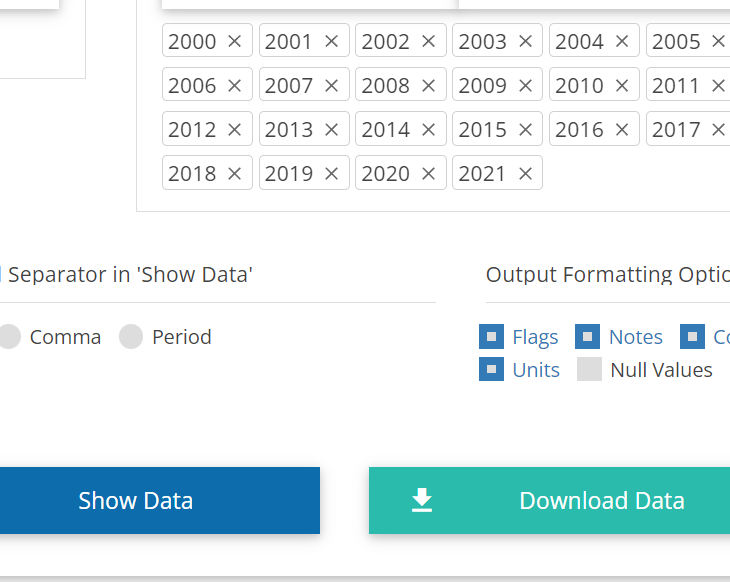 2000 × 2001 × 2002 × 2003 × 2004 × 2005 ×
2006 × 2007 × 2008 × 2009 × 2010 × 2011 ×
2012 × 2013 × 2014 × 2015 × 2016 × 2017 ×
2018 × 2019 × 2020 × 2021 ×
Separator in 'Show Data'
Comma Period
Output Formatting Optio
Flags Notes
Units Null Values
Show Data
Download Data